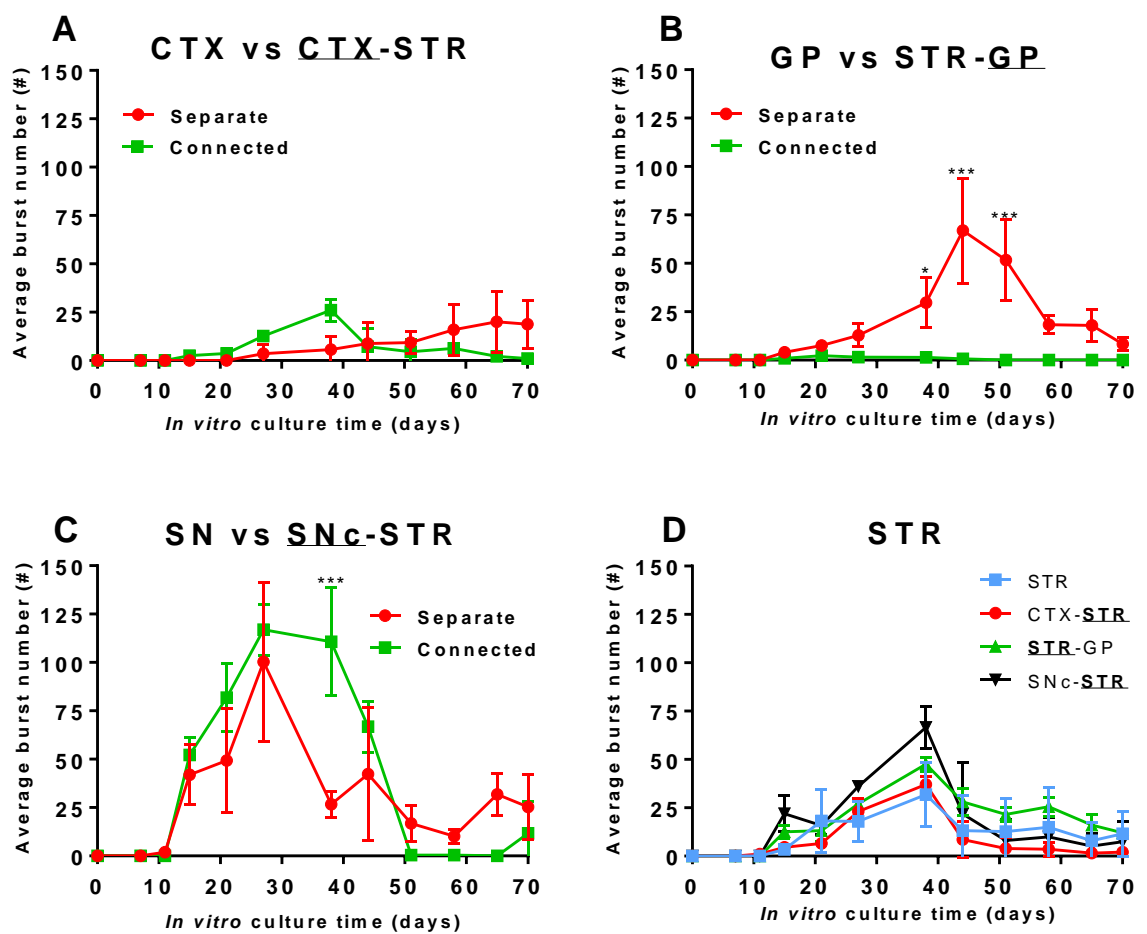 A
CTX vs CTX-STR
Average burst number (#)
150
125
100
75
50
25
0
Separate
Connected
0 10 20 30 40 50 60 70
In vitro culture time (days)
B
GP vs STR-GP
Average burst number (#)
150
125
100
75
50
25
0
Separate
Connected
*
***
***
0 10 20 30 40 50 60 70
In vitro culture time (days)
C
SN vs SNc-STR
Average burst number (#)
150
125
100
75
50
25
0
***
Separate
Connected
0 10 20 30 40 50 60 70
In vitro culture time (days)
D
STR
Average burst number (#)
150
125
100
75
50
25
0
STR
CTX-STR
STR-GP
SNc-STR
0 10 20 30 40 50 60 70
In vitro culture time (days)